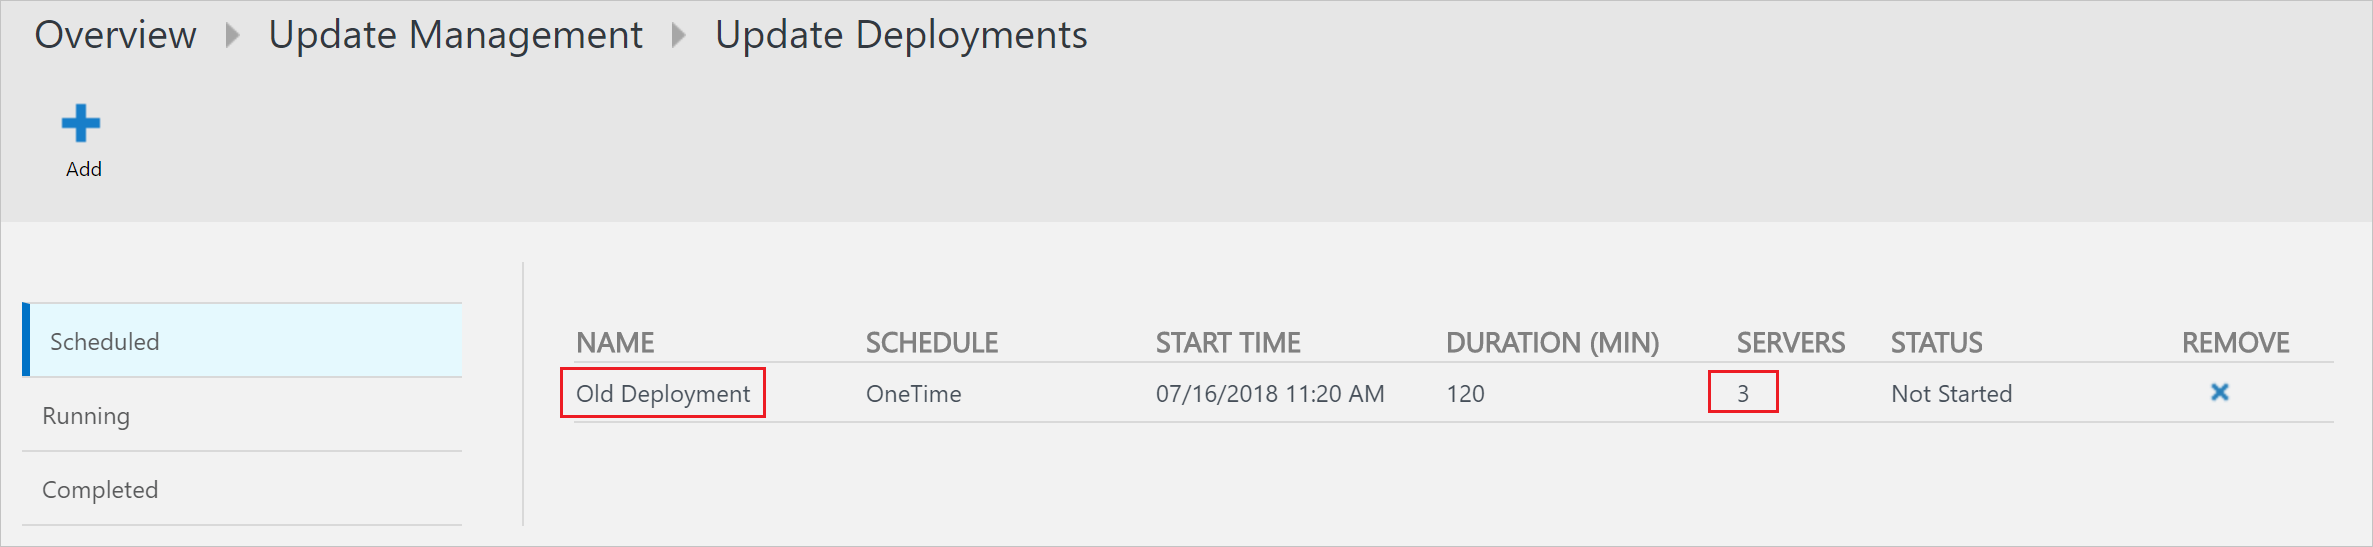 Overview Update Management Update Deployments
Add
Scheduled
Running
Completed
NAME SCHEDULE START TIME DURATION (MIN) SERVERS STATUS REMOVE
Old Deployment OneTime 07/16/2018 11:20 AM 120 3 Not Started